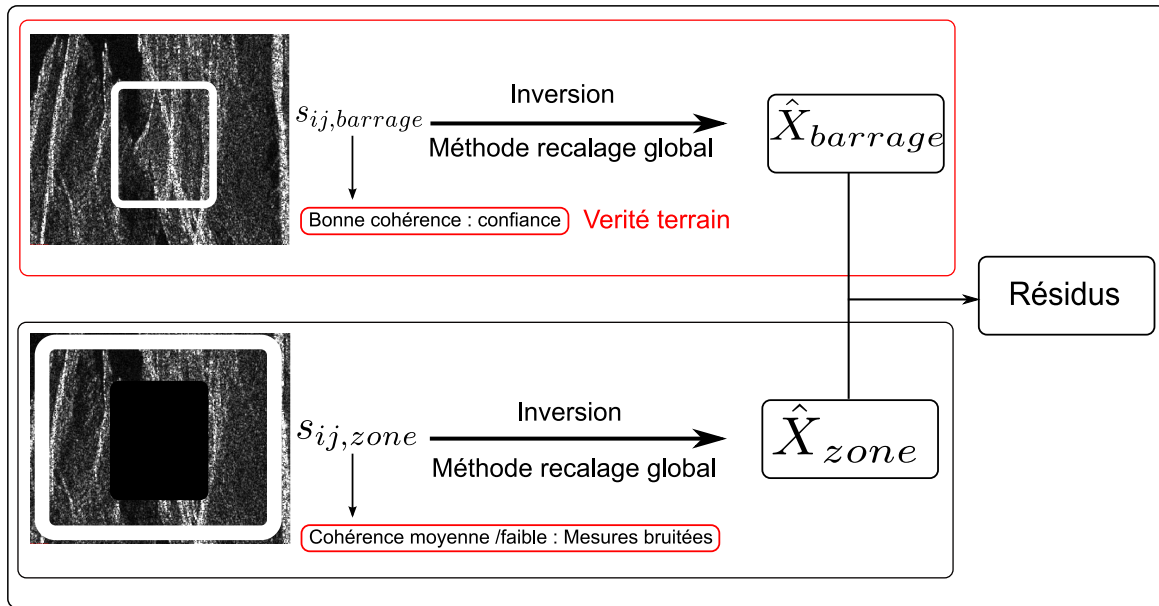 Inversion
s_{ij,barrage}
Méthode recalage global
X̂_{barrage}
Bonne cohérence : confiance
Verité terrain
Résidus
Inversion
s_{ij,zone}
Méthode recalage global
X̂_{zone}
Cohérence moyenne /faible : Mesures bruitées